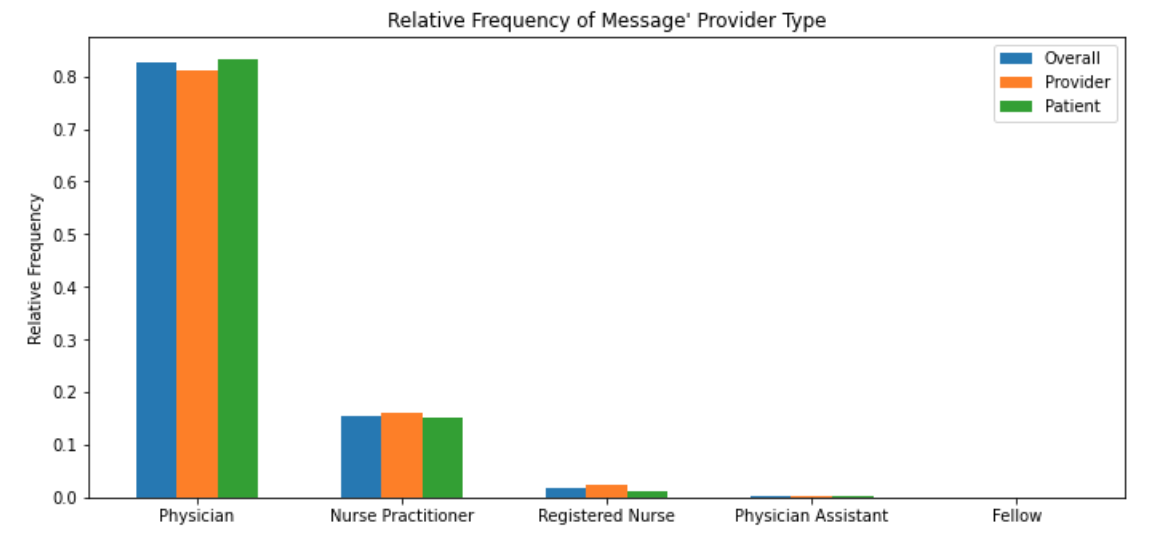 Relative Frequency of Message' Provider Type
Overall
Provider
Patient
Relative Frequency
0.8
0.7
0.6
0.5
0.4
0.3
0.2
0.1
0.0
Physician Nurse Practitioner Registered Nurse Physician Assistant Fellow